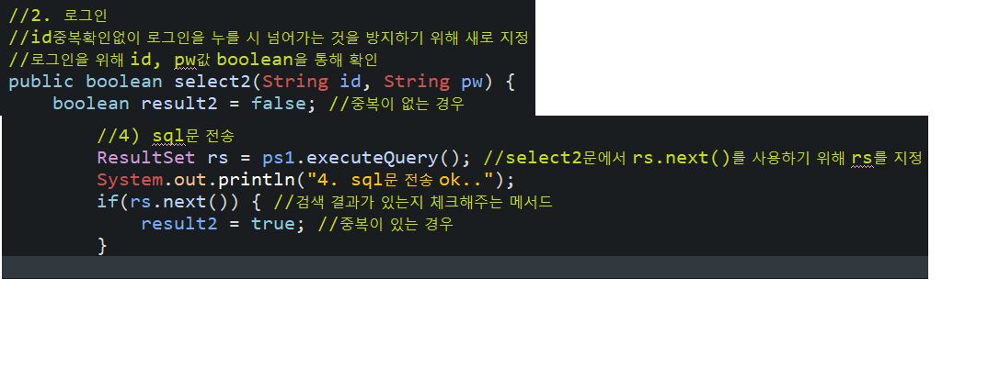 //2. 로그인
//id중복확인없이 로그인을 누를 시 넘어가는 것을 방지하기 위해 새로 지정
//로그인을 위해 id, pw값 boolean을 통해 확인
public boolean select2(String id, String pw) {
    boolean result2 = false; //중복이 없는 경우
        //4) sql문 전송
        ResultSet rs = ps1.executeQuery(); //select2문에서 rs.next()를 사용하기 위해 rs를 지정
        System.out.println("4. sql문 전송 ok..");
        if(rs.next()) { //검색 결과가 있는지 체크해주는 메서드
            result2 = true; //중복이 있는 경우
        }